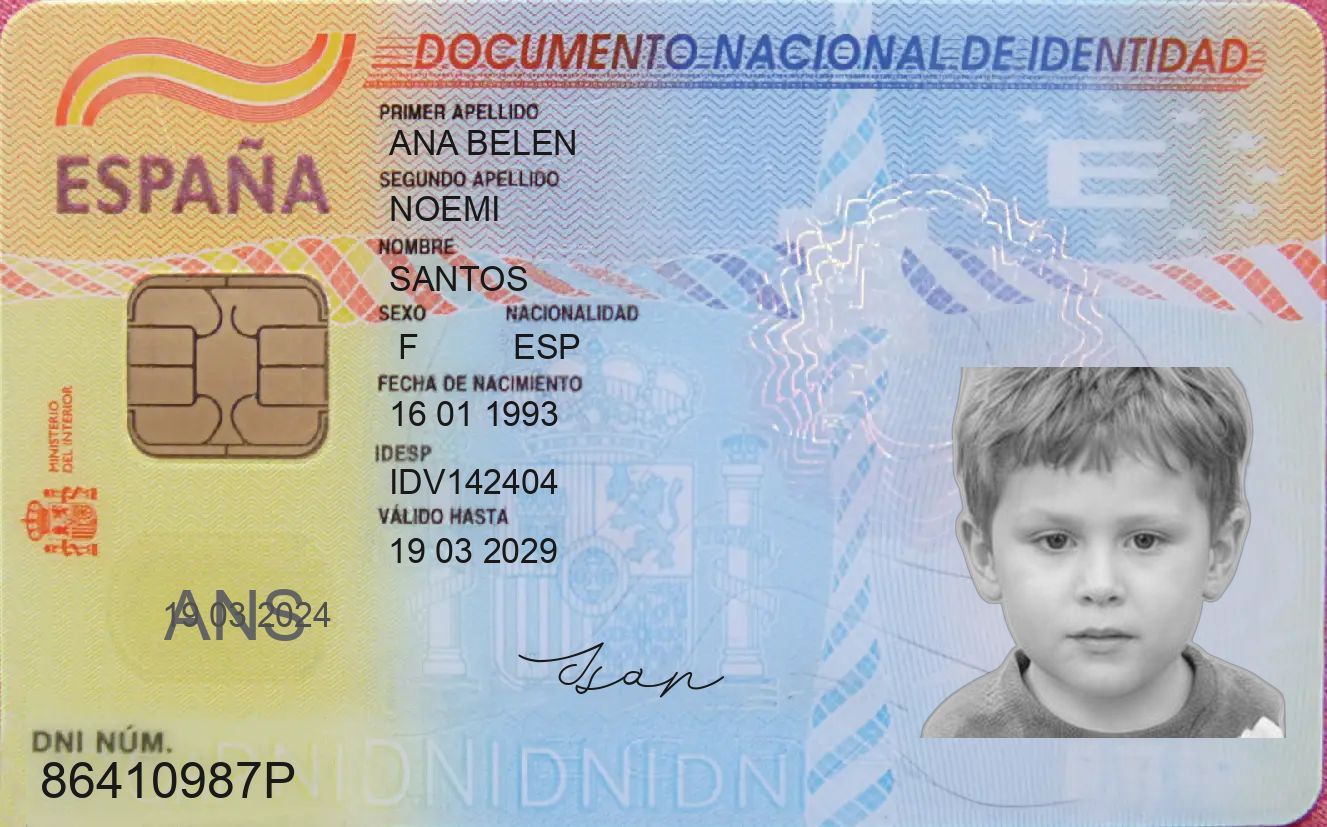 DOCUMENTO NACIONAL DE IDENTIDAD
ESPAÑA
E
PRIMER APELLIDO
ANA BELEN
SEGUNDO APELLIDO
NOEMI
NOMBRE
SANTOS
SEXO NACIONALIDAD
F ESP
FECHA DE NACIMIENTO
16 01 1993
IDESP
IDV142404
VÁLIDO HASTA
19 03 2029
MINISTERIO
DEL INTERIOR
ANS
19 03 2024
DNI NÚM.
86410987P
DNIDNIDNIDNI